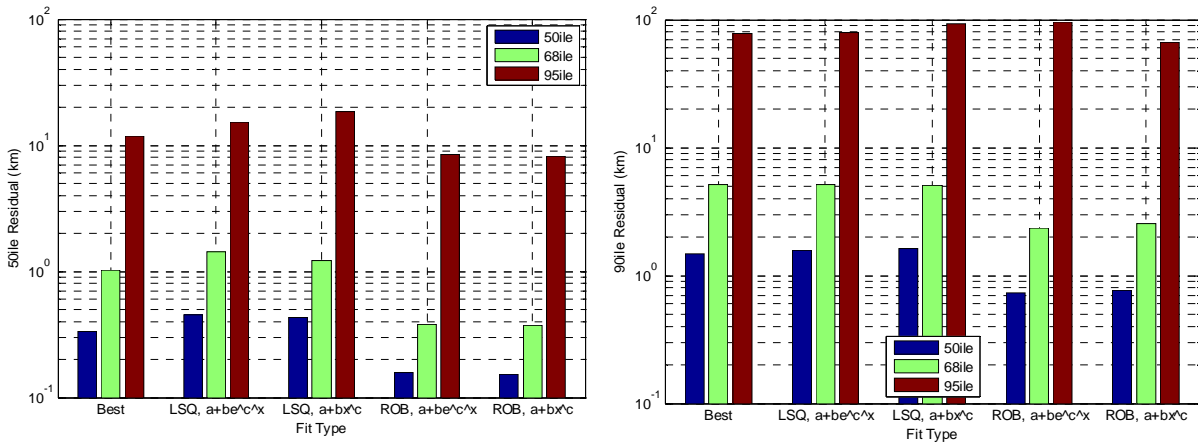 10^2
10^1
10^0
10^-1
50ile Residual (km)
50ile
68ile
95ile
Best
LSQ, a+be^c^x
LSQ, a+bx^c
ROB, a+be^c^x
ROB, a+bx^c
Fit Type
10^2
10^1
10^0
10^-1
90ile Residual (km)
50ile
68ile
95ile
Best
LSQ, a+be^c^x
LSQ, a+bx^c
ROB, a+be^c^x
ROB, a+bx^c
Fit Type